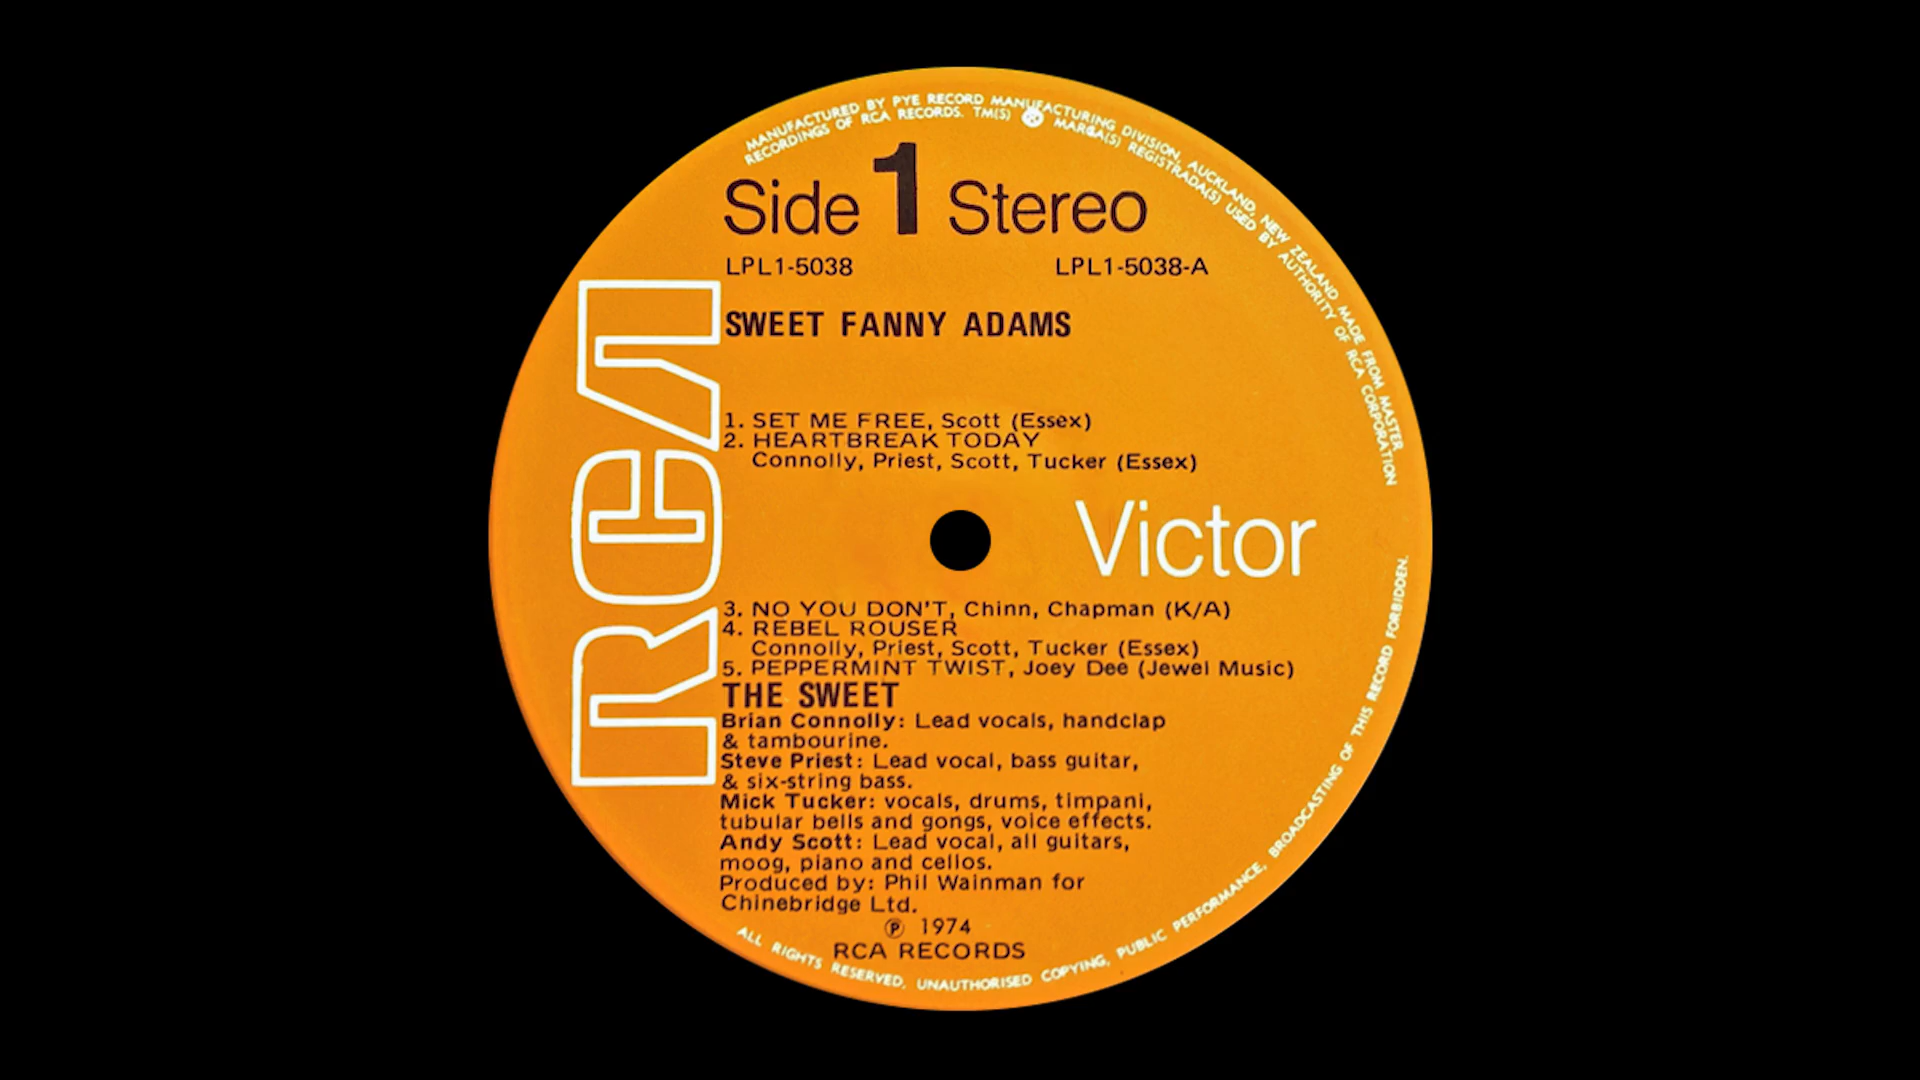 MANUFACTURED BY PYE RECORD MANUFACTURING DIVISION, AUCKLAND, NEW ZEALAND MADE FROM MASTER
RECORDINGS OF RCA RECORDS. TM(S) MARCA(S) REGISTRADA(S) USED BY AUTHORITY OF RCA CORPORATION
Side 1 Stereo
LPL1-5038 LPL1-5038-A
SWEET FANNY ADAMS
RCA
1. SET ME FREE, Scott (Essex)
2. HEARTBREAK TODAY
Connolly, Priest, Scott, Tucker (Essex)
Victor
3. NO YOU DON'T, Chinn, Chapman (K/A)
4. REBEL ROUSER
Connolly, Priest, Scott, Tucker (Essex)
5. PEPPERMINT TWIST, Joey Dee (Jewel Music)
THE SWEET
Brian Connolly: Lead vocals, handclap
& tambourine.
Steve Priest: Lead vocal, bass guitar,
& six-string bass.
Mick Tucker: vocals, drums, timpani,
tubular bells and gongs, voice effects.
Andy Scott: Lead vocal, all guitars,
moog, piano and cellos.
Produced by: Phil Wainman for
Chinebridge Ltd.
℗ 1974
RCA RECORDS
ALL RIGHTS RESERVED, UNAUTHORISED COPYING, PUBLIC PERFORMANCE, BROADCASTING OF THIS RECORD FORBIDDEN.